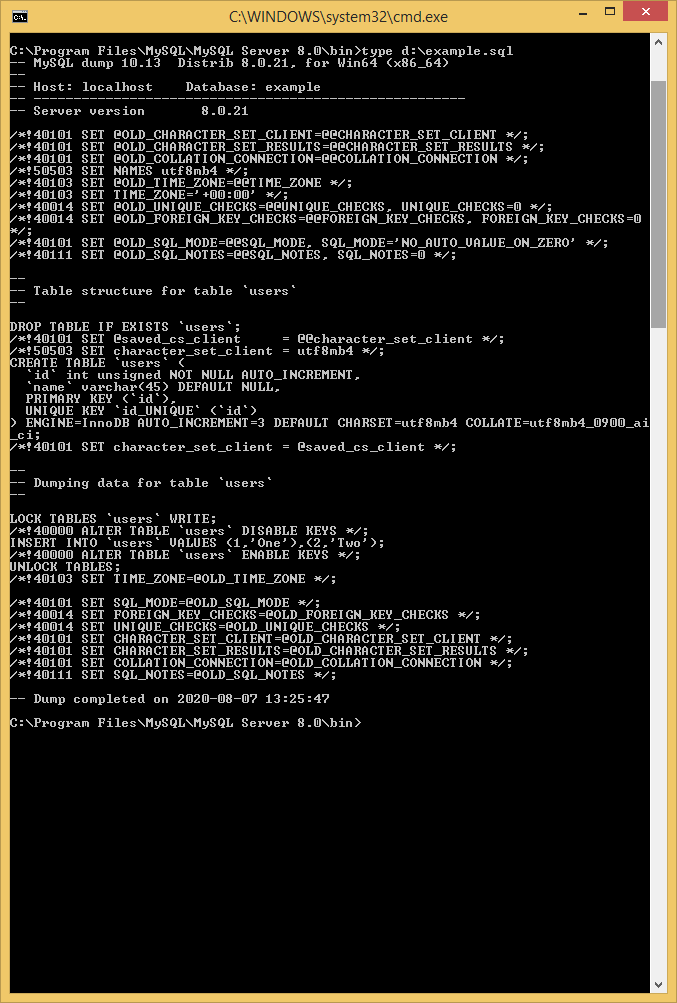 C:\WINDOWS\system32\cmd.exe
C:\Program Files\MySQL\MySQL Server 8.0\bin>type d:\example.sql
-- MySQL dump 10.13  Distrib 8.0.21, for Win64 (x86_64)
--
-- Host: localhost    Database: example
-- ------------------------------------------------------
-- Server version       8.0.21
/*!40101 SET @OLD_CHARACTER_SET_CLIENT=@@CHARACTER_SET_CLIENT */;
/*!40101 SET @OLD_CHARACTER_SET_RESULTS=@@CHARACTER_SET_RESULTS */;
/*!40101 SET @OLD_COLLATION_CONNECTION=@@COLLATION_CONNECTION */;
/*!50503 SET NAMES utf8mb4 */;
/*!40103 SET @OLD_TIME_ZONE=@@TIME_ZONE */;
/*!40103 SET TIME_ZONE='+00:00' */;
/*!40014 SET @OLD_UNIQUE_CHECKS=@@UNIQUE_CHECKS, UNIQUE_CHECKS=0 */;
/*!40014 SET @OLD_FOREIGN_KEY_CHECKS=@@FOREIGN_KEY_CHECKS, FOREIGN_KEY_CHECKS=0
*/;
/*!40101 SET @OLD_SQL_MODE=@@SQL_MODE, SQL_MODE='NO_AUTO_VALUE_ON_ZERO' */;
/*!40111 SET @OLD_SQL_NOTES=@@SQL_NOTES, SQL_NOTES=0 */;
--
-- Table structure for table `users`
--
DROP TABLE IF EXISTS `users`;
/*!40101 SET @saved_cs_client     = @@character_set_client */;
/*!50503 SET character_set_client = utf8mb4 */;
CREATE TABLE `users` (
  `id` int unsigned NOT NULL AUTO_INCREMENT,
  `name` varchar(45) DEFAULT NULL,
  PRIMARY KEY (`id`),
  UNIQUE KEY `id_UNIQUE` (`id`)
) ENGINE=InnoDB AUTO_INCREMENT=3 DEFAULT CHARSET=utf8mb4 COLLATE=utf8mb4_0900_ai
_ci;
/*!40101 SET character_set_client = @saved_cs_client */;
--
-- Dumping data for table `users`
--
LOCK TABLES `users` WRITE;
/*!40000 ALTER TABLE `users` DISABLE KEYS */;
INSERT INTO `users` VALUES (1,'One'),(2,'Two');
/*!40000 ALTER TABLE `users` ENABLE KEYS */;
UNLOCK TABLES;
/*!40103 SET TIME_ZONE=@OLD_TIME_ZONE */;
/*!40101 SET SQL_MODE=@OLD_SQL_MODE */;
/*!40014 SET FOREIGN_KEY_CHECKS=@OLD_FOREIGN_KEY_CHECKS */;
/*!40014 SET UNIQUE_CHECKS=@OLD_UNIQUE_CHECKS */;
/*!40101 SET CHARACTER_SET_CLIENT=@OLD_CHARACTER_SET_CLIENT */;
/*!40101 SET CHARACTER_SET_RESULTS=@OLD_CHARACTER_SET_RESULTS */;
/*!40101 SET COLLATION_CONNECTION=@OLD_COLLATION_CONNECTION */;
/*!40111 SET SQL_NOTES=@OLD_SQL_NOTES */;
-- Dump completed on 2020-08-07 13:25:47
C:\Program Files\MySQL\MySQL Server 8.0\bin>